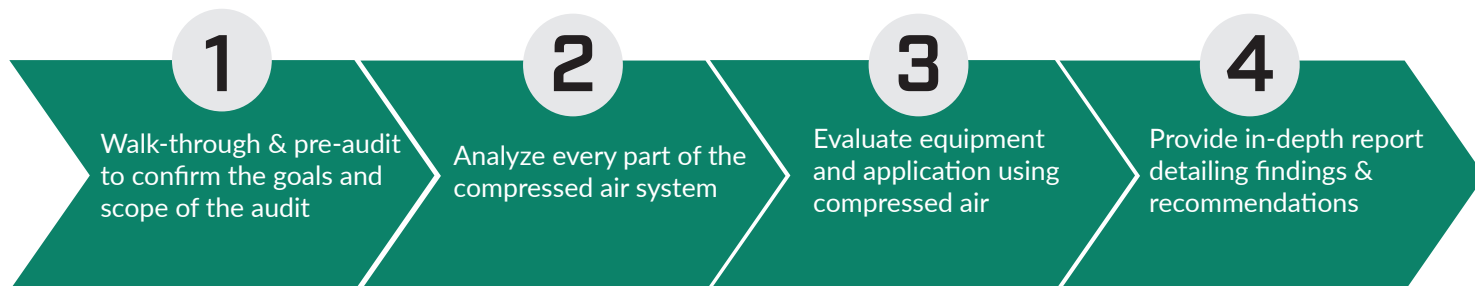 1
Walk-through & pre-audit
to confirm the goals and
scope of the audit
2
Analyze every part of the
compressed air system
3
Evaluate equipment
and application using
compressed air
4
Provide in-depth report
detailing findings &
recommendations